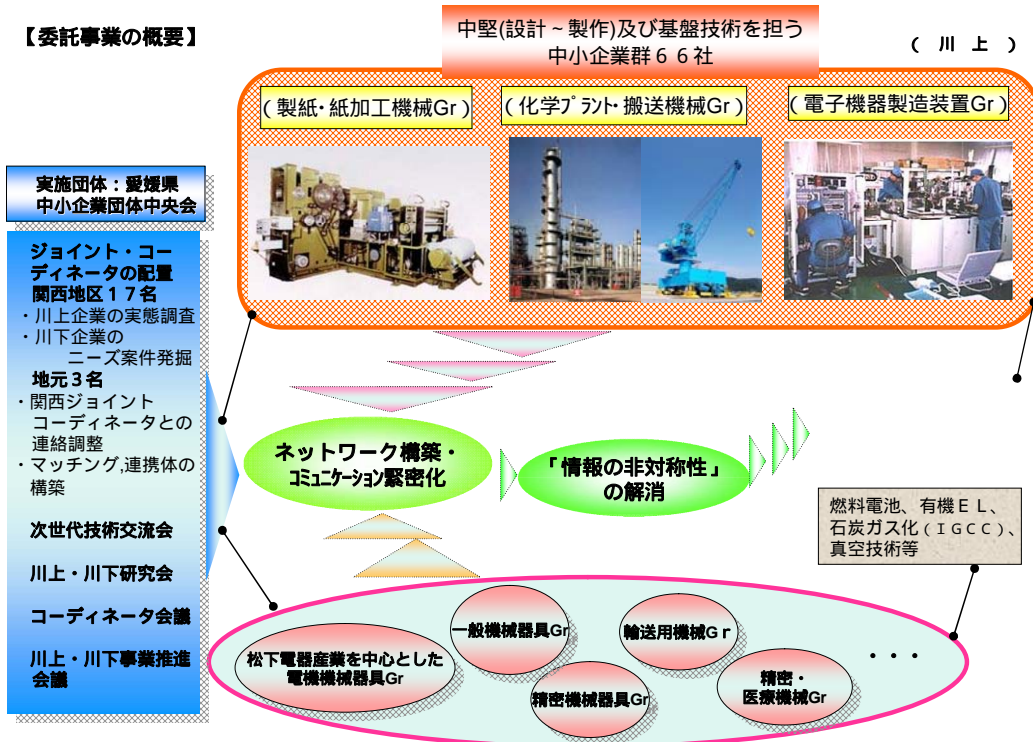 【委託事業の概要】
中堅(設計~製作)及び基盤技術を担う
中小企業群66社
(川上)
(製紙・紙加工機械Gr)
(化学プラント・搬送機械Gr)
(電子機器製造装置Gr)
実施団体:愛媛県
中小企業団体中央会
ジョイント・コー
ディネータの配置
関西地区17名
・川上企業の実態調査
・川下企業の
ニーズ案件発掘
地元3名
・関西ジョイント
コーディネータとの
連絡調整
・マッチング,連携体の
構築
次世代技術交流会
川上・川下研究会
コーディネータ会議
川上・川下事業推進
会議
ネットワーク構築・
コミュニケーション緊密化
「情報の非対称性」
の解消
燃料電池、有機EL、
石炭ガス化(IGCC)、
真空技術等
松下電器産業を中心とした
電機機械器具Gr
一般機械器具Gr
精密機械器具Gr
輸送用機械Gr
精密・
医療機械Gr
・・・